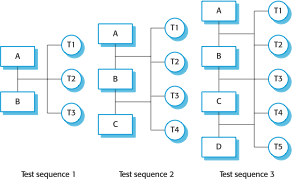 A
B
T1
T2
T3
Test sequence 1
A
B
C
T1
T2
T3
T4
Test sequence 2
A
B
C
D
T1
T2
T3
T4
T5
Test sequence 3